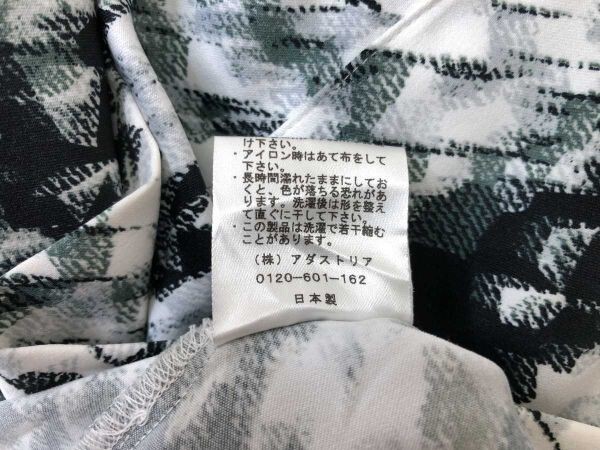 け下さい。
・アイロン時はあて布をして
下さい。
・長時間濡れたままにしてお
くと、色が落ちる恐れがあ
ります。洗濯後は形を整え
て直ぐに干して下さい。
・この製品は洗濯で若干縮む
ことがあります。
(株) アダストリア
0120-601-162
日本製